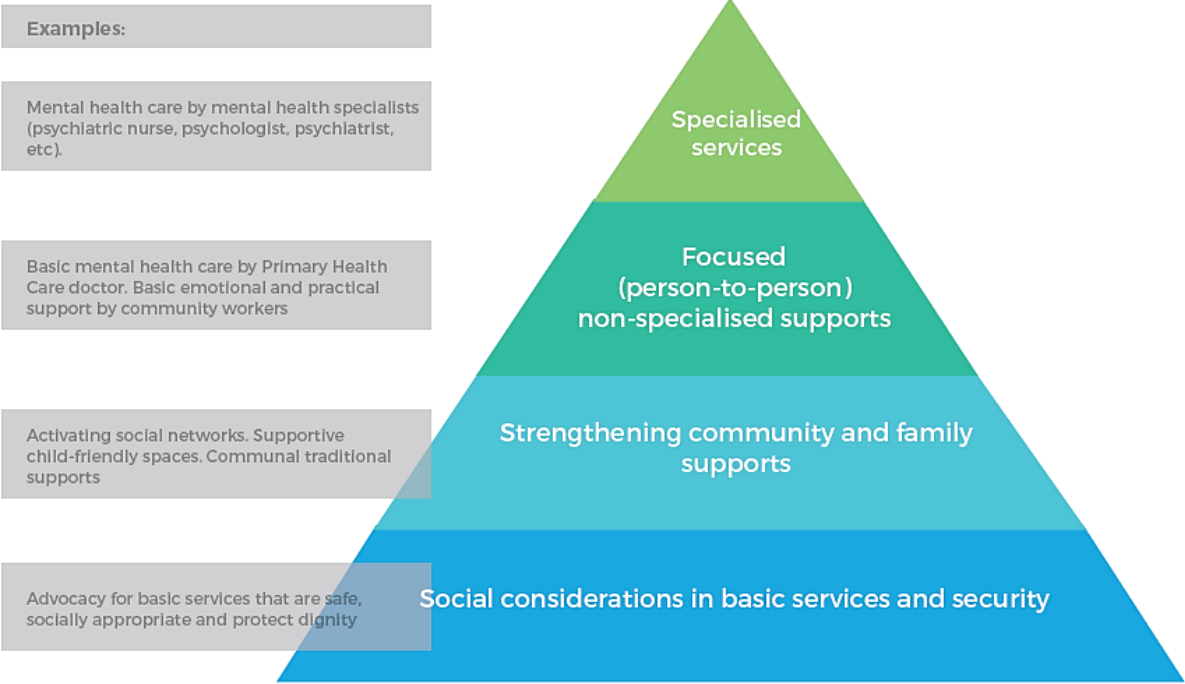 Examples:
Mental health care by mental health specialists
(psychiatric nurse, psychologist, psychiatrist,
etc).
Specialised
services
Basic mental health care by Primary Health
Care doctor. Basic emotional and practical
support by community workers
Focused
(person-to-person)
non-specialised supports
Activating social networks. Supportive
child-friendly spaces. Communal traditional
supports
Strengthening community and family
supports
Advocacy for basic services that are safe,
socially appropriate and protect dignity
Social considerations in basic services and security